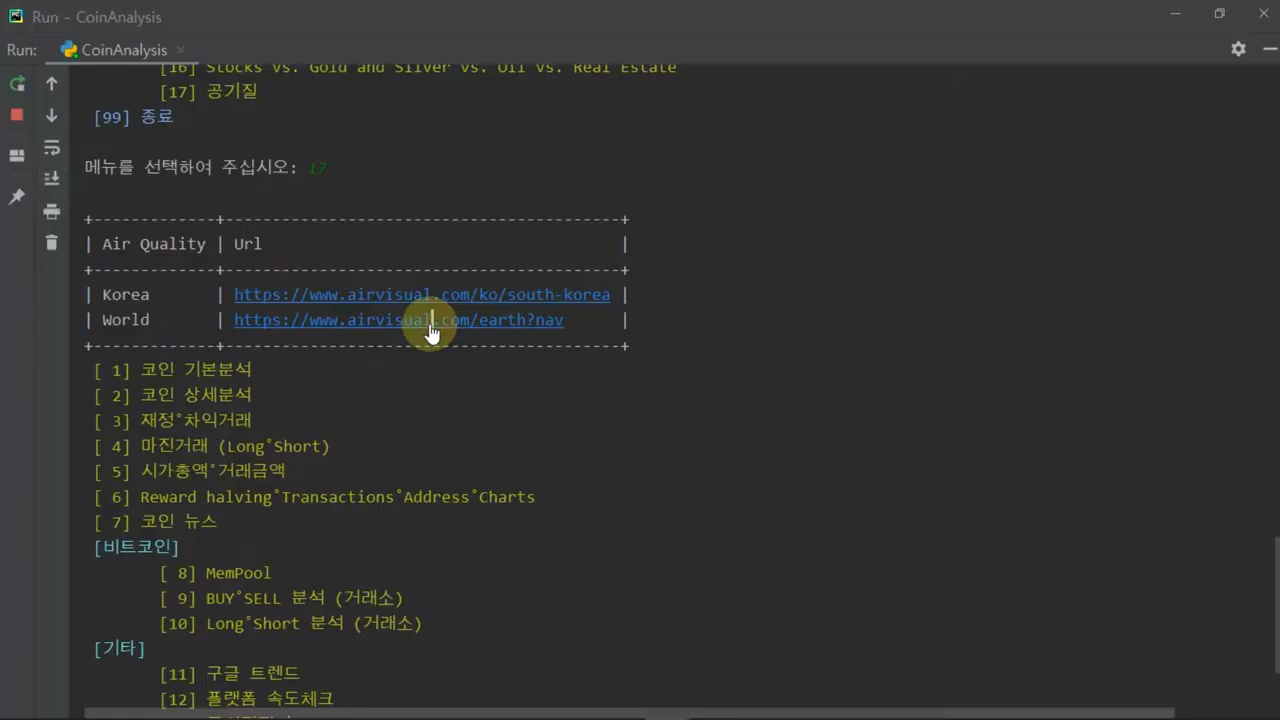 Run - CoinAnalysis
Run: CoinAnalysis
[16] Stocks vs. Gold and Silver vs. Oil vs. Real Estate
[17] 공기질
[99] 종료
메뉴를 선택하여 주십시오: 17
+-------------+------------------------------------------+
| Air Quality | Url |
+-------------+------------------------------------------+
| Korea | https://www.airvisual.com/ko/south-korea |
| World | https://www.airvisual.com/earth?nav |
+-------------+------------------------------------------+
[ 1] 코인 기본분석
[ 2] 코인 상세분석
[ 3] 재정˚차익거래
[ 4] 마진거래 (Long˚Short)
[ 5] 시가총액˚거래금액
[ 6] Reward halving˚Transactions˚Address˚Charts
[ 7] 코인 뉴스
[비트코인]
[ 8] MemPool
[ 9] BUY˚SELL 분석 (거래소)
[10] Long˚Short 분석 (거래소)
[기타]
[11] 구글 트렌드
[12] 플랫폼 속도체크